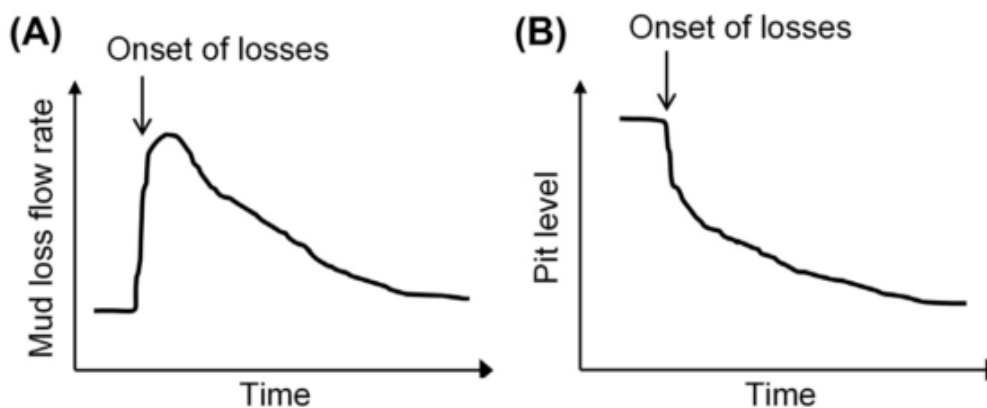 (A)
Onset of losses
Mud loss flow rate
Time
(B)
Onset of losses
Pit level
Time